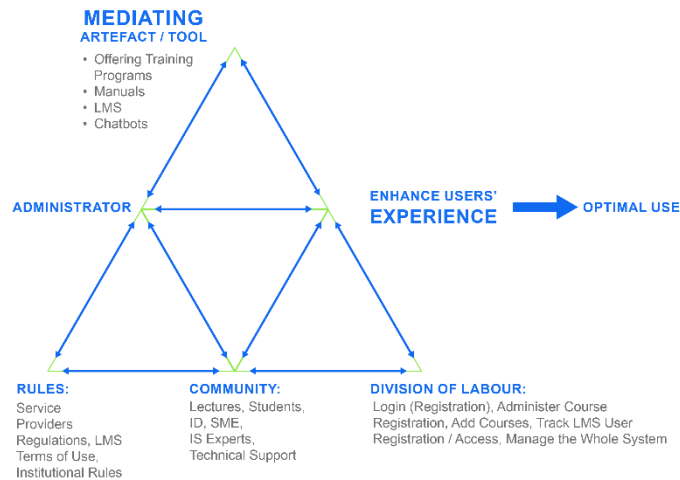 MEDIATING
ARTEFACT / TOOL
• Offering Training
Programs
• Manuals
• LMS
• Chatbots
ADMINISTRATOR
ENHANCE USERS'
EXPERIENCE
OPTIMAL USE
RULES:
Service
Providers
Regulations, LMS
Terms of Use,
Institutional Rules
COMMUNITY:
Lectures, Students,
ID, SME,
IS Experts,
Technical Support
DIVISION OF LABOUR:
Login (Registration), Administer Course
Registration, Add Courses, Track LMS User
Registration / Access, Manage the Whole System